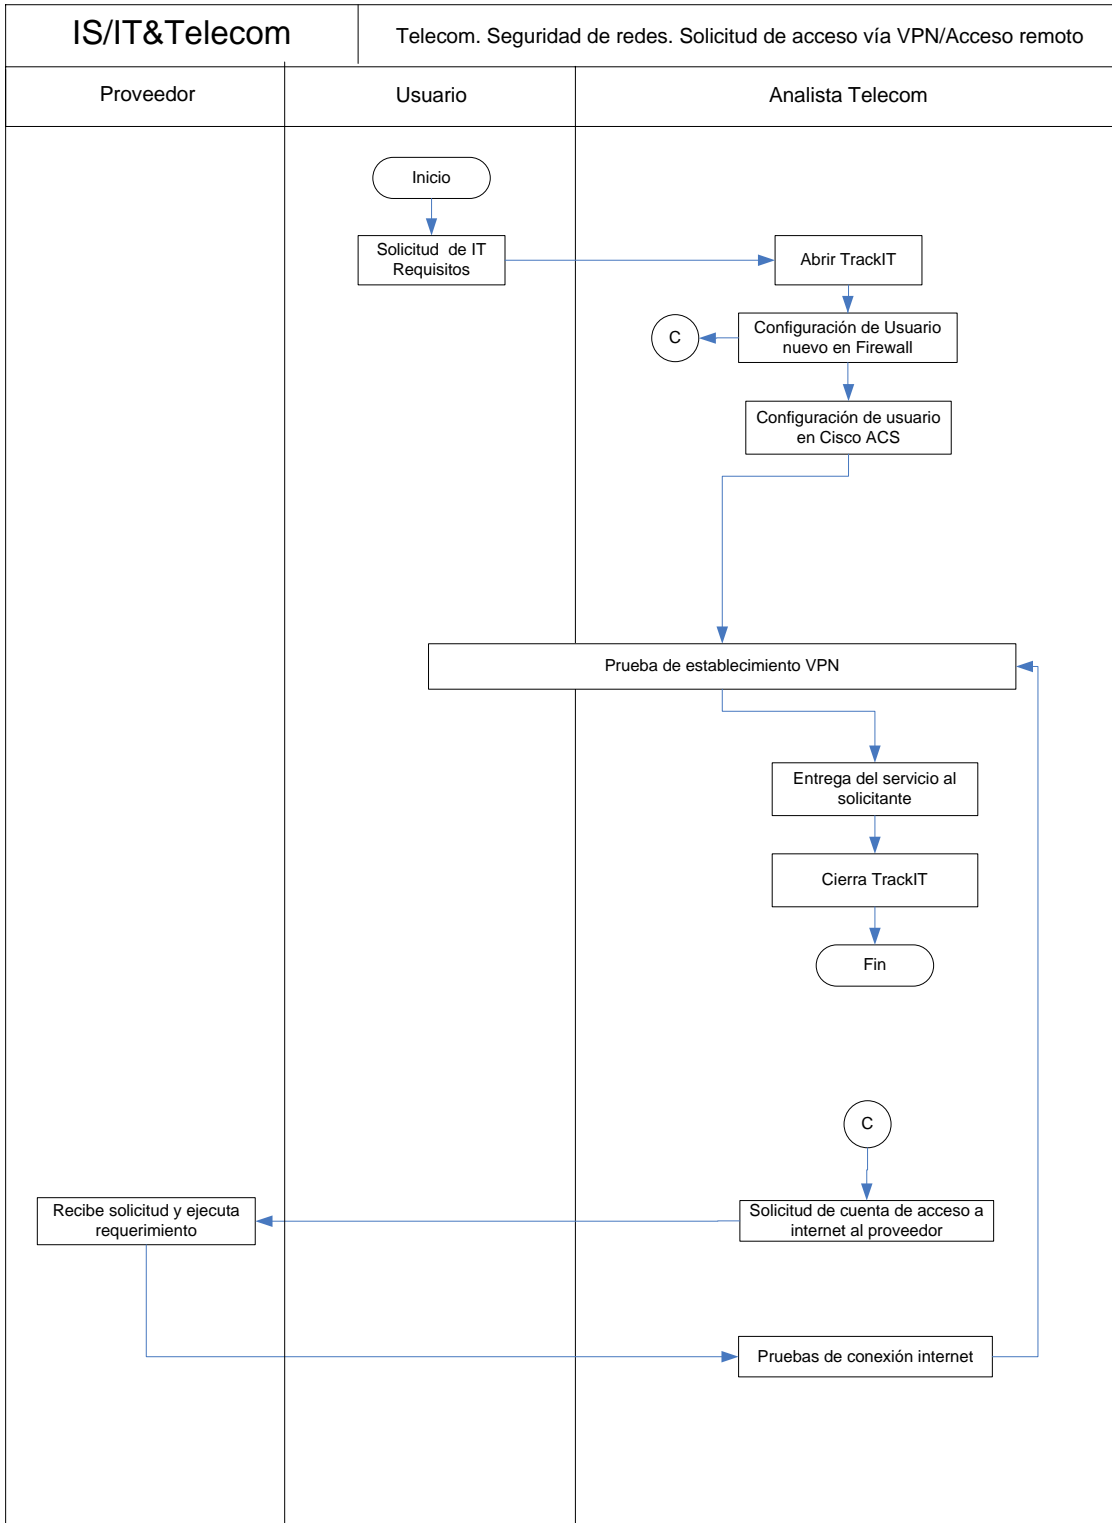 IS/IT&Telecom
Telecom. Seguridad de redes. Solicitud de acceso vía VPN/Acceso remoto
Proveedor
Usuario
Analista Telecom
Inicio
Solicitud de IT
Requisitos
Abrir TrackIT
Configuración de Usuario
nuevo en Firewall
C
Configuración de usuario
en Cisco ACS
Prueba de establecimiento VPN
Entrega del servicio al
solicitante
Cierra TrackIT
Fin
C
Solicitud de cuenta de acceso a
internet al proveedor
Recibe solicitud y ejecuta
requerimiento
Pruebas de conexión internet